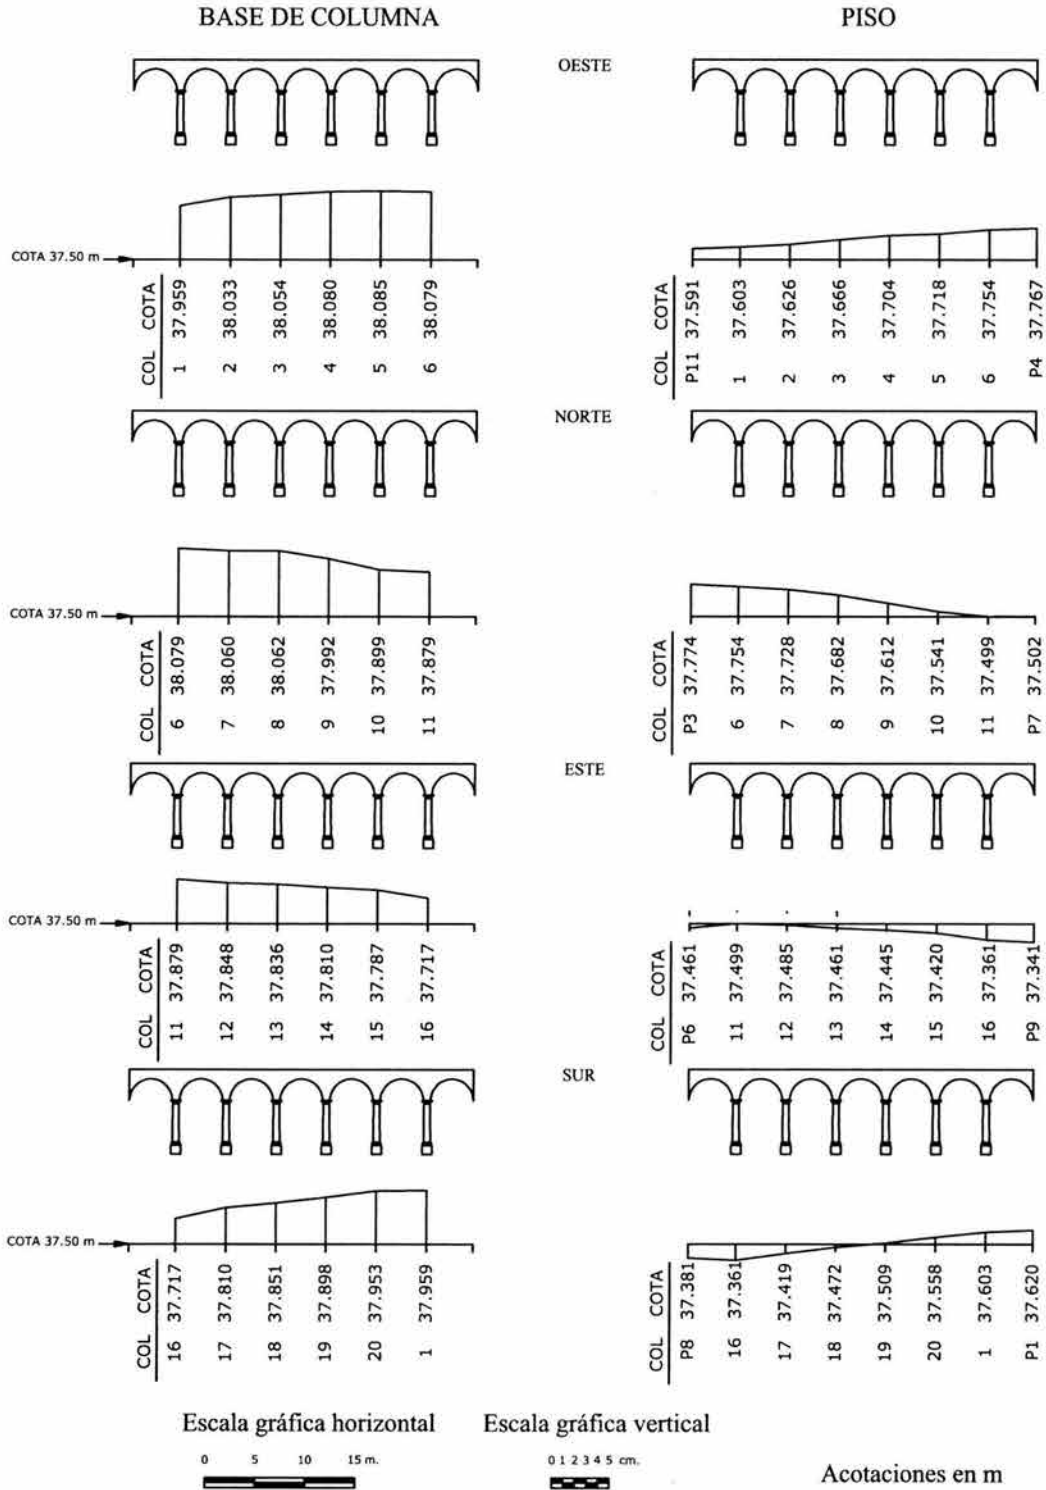 BASE DE COLUMNA
PISO
OESTE
COTA 37.50 m
COTA 37.959 38.033 38.054 38.080 38.085 38.079
COL 1 2 3 4 5 6
COTA 37.591 37.603 37.626 37.666 37.704 37.718 37.754 37.767
COL P11 1 2 3 4 5 6 P4
NORTE
COTA 37.50 m
COTA 38.079 38.060 38.062 37.992 37.899 37.879
COL 6 7 8 9 10 11
COTA 37.774 37.754 37.728 37.682 37.612 37.541 37.499 37.502
COL P3 6 7 8 9 10 11 P7
ESTE
COTA 37.50 m
COTA 37.879 37.848 37.836 37.810 37.787 37.717
COL 11 12 13 14 15 16
COTA 37.461 37.499 37.485 37.461 37.445 37.420 37.361 37.341
COL P6 11 12 13 14 15 16 P9
SUR
COTA 37.50 m
COTA 37.717 37.810 37.851 37.898 37.953 37.959
COL 16 17 18 19 20 1
COTA 37.381 37.361 37.419 37.472 37.509 37.558 37.603 37.620
COL P8 16 17 18 19 20 1 P1
Escala gráfica horizontal
Escala gráfica vertical
0 5 10 15 m.
0 1 2 3 4 5 cm.
Acotaciones en m